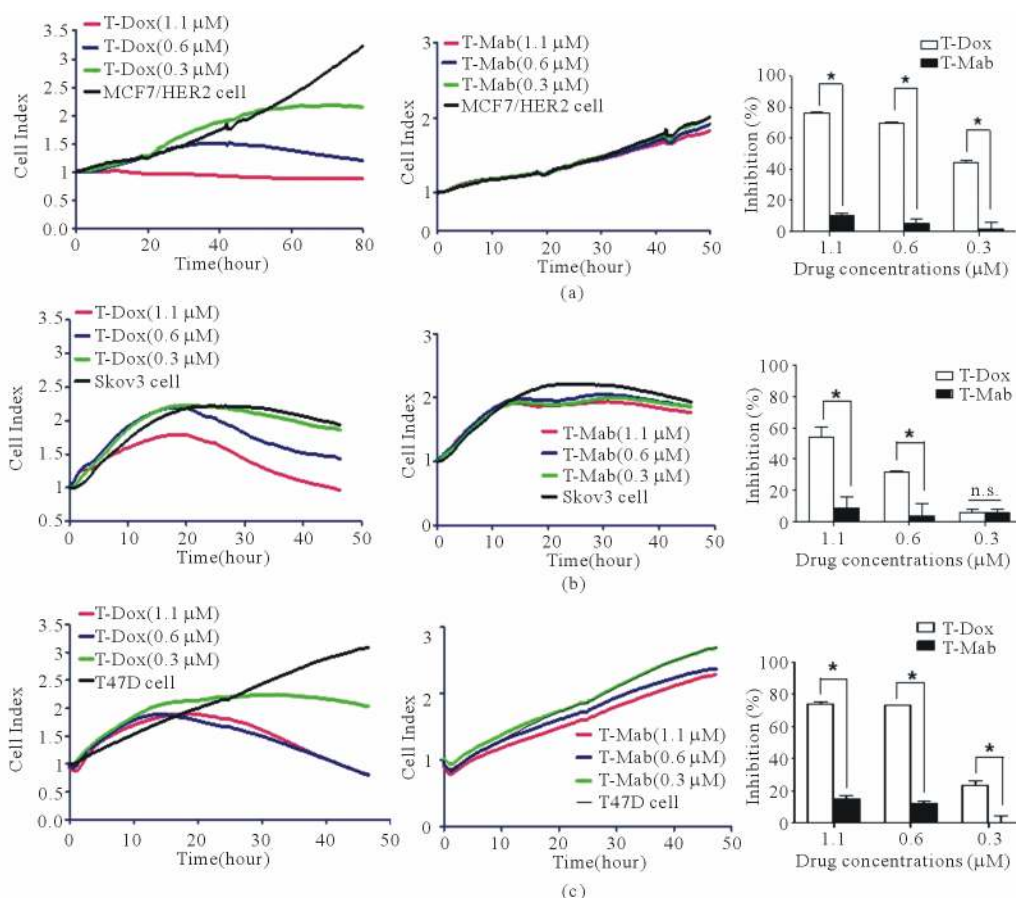 T-Dox(1.1 μM)
T-Dox(0.6 μM)
T-Dox(0.3 μM)
MCF7/HER2 cell
Cell Index
3.5
3.0
2.5
2.0
1.5
1.0
0.5
0.0
0
20
40
60
80
Time(hour)
T-Mab(1.1 μM)
T-Mab(0.6 μM)
T-Mab(0.3 μM)
MCF7/HER2 cell
Cell Index
3
2
1
0
0
10
20
30
40
50
Time(hour)
T-Dox
T-Mab
Inhibition (%)
100
80
60
40
20
0
*
*
*
1.1
0.6
0.3
Drug concentrations (μM)
(a)
T-Dox(1.1 μM)
T-Dox(0.6 μM)
T-Dox(0.3 μM)
Skov3 cell
Cell Index
3.5
3
2.5
2
1.5
1
0.5
0
10
20
30
40
50
Time(hour)
Cell Index
3
2
1
0
T-Mab(1.1 μM)
T-Mab(0.6 μM)
T-Mab(0.3 μM)
Skov3 cell
0
10
20
30
40
50
Time(hour)
T-Dox
T-Mab
Inhibition (%)
100
80
60
40
20
0
*
*
n.s.
1.1
0.6
0.3
Drug concentrations (μM)
(b)
T-Dox(1.1 μM)
T-Dox(0.6 μM)
T-Dox(0.3 μM)
T47D cell
Cell Index
3.5
3.0
2.5
2.0
1.5
1.0
0.5
0.0
0
10
20
30
40
50
Time(hour)
Cell Index
3
2
1
0
T-Mab(1.1 μM)
T-Mab(0.6 μM)
T-Mab(0.3 μM)
T47D cell
0
10
20
30
40
50
Time(hour)
T-Dox
T-Mab
Inhibition (%)
100
80
60
40
20
0
*
*
*
1.1
0.6
0.3
Drug concentrations (μM)
(c)